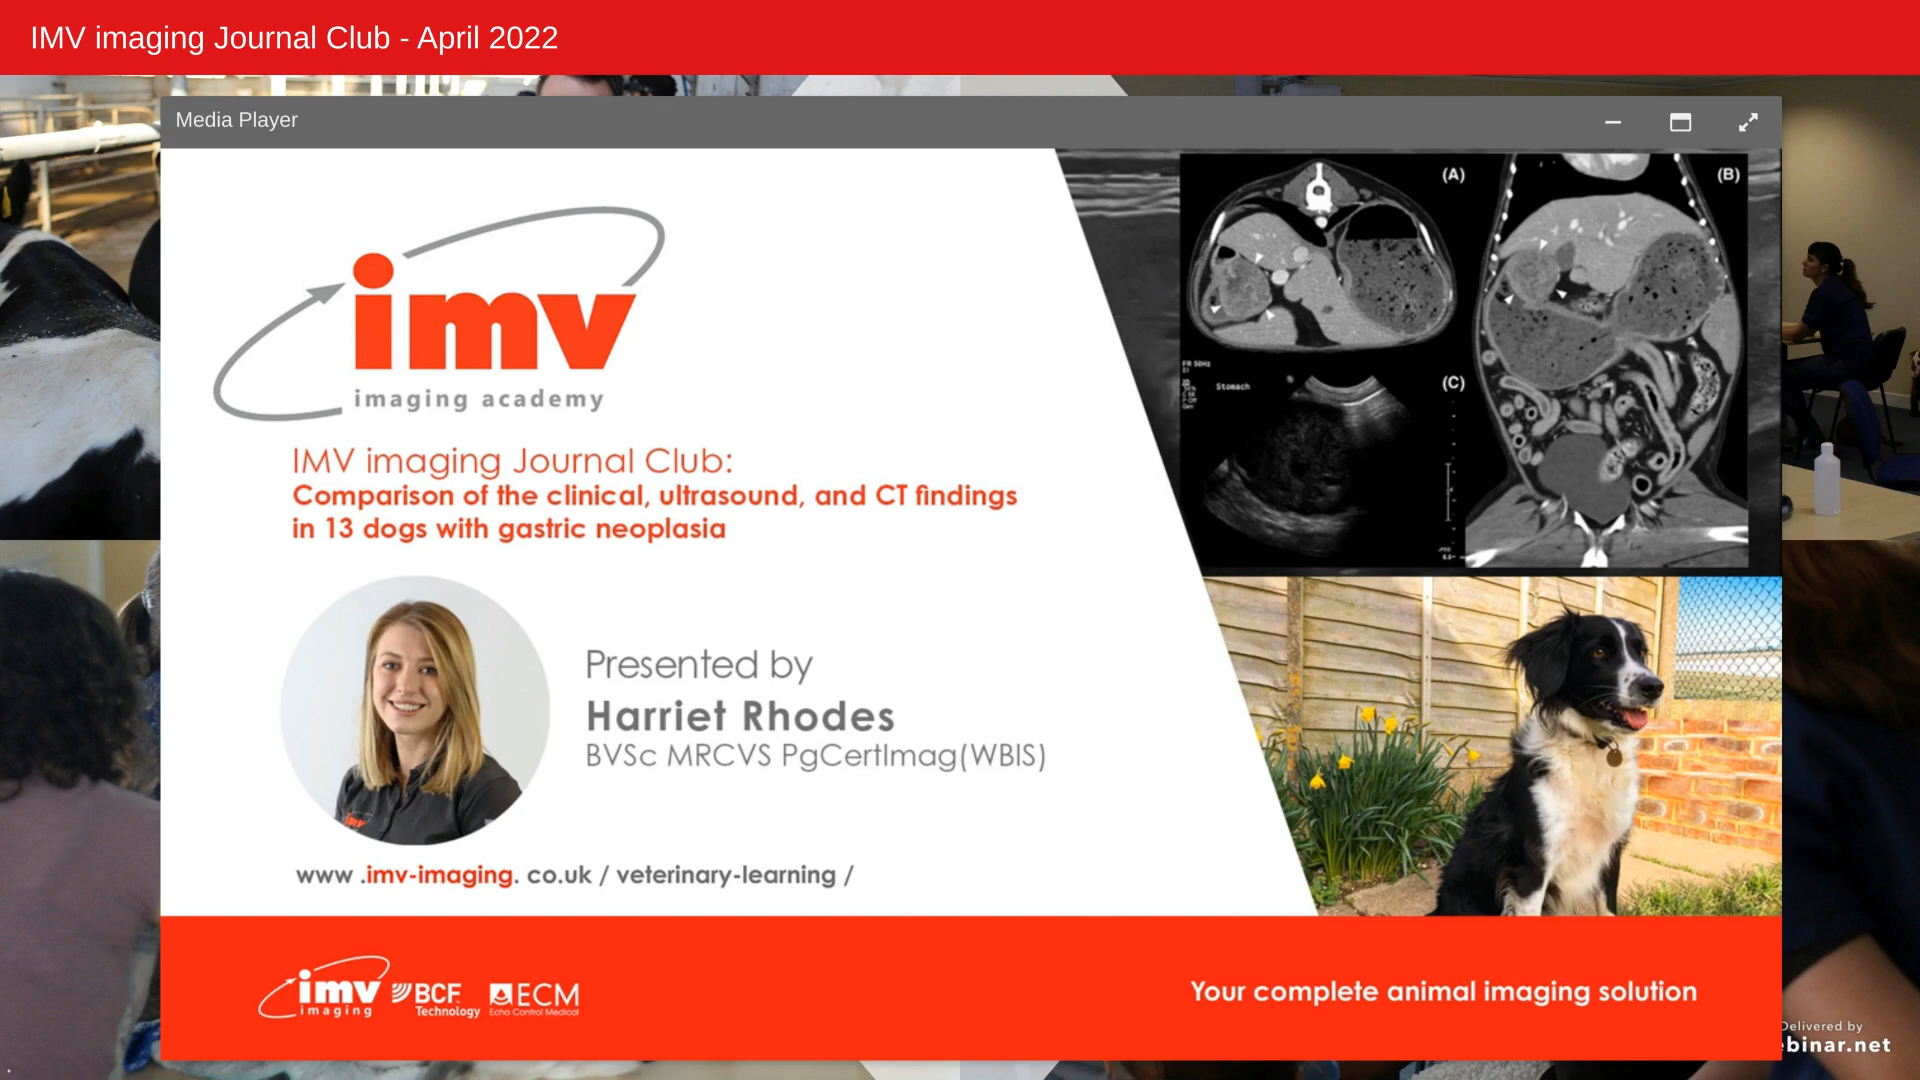 IMV imaging Journal Club - April 2022
Media Player
(A)
(B)
FR 50Hz
Stomach
(C)
imv
imaging academy
IMV imaging Journal Club:
Comparison of the clinical, ultrasound, and CT findings
in 13 dogs with gastric neoplasia
Presented by
Harriet Rhodes
BVSc MRCVS PgCertImag(WBIS)
www .imv-imaging. co.uk / veterinary-learning /
imv
imaging
BCF
Technology
ECM
Echo Control Medical
Your complete animal imaging solution
Delivered by
ebinar.net